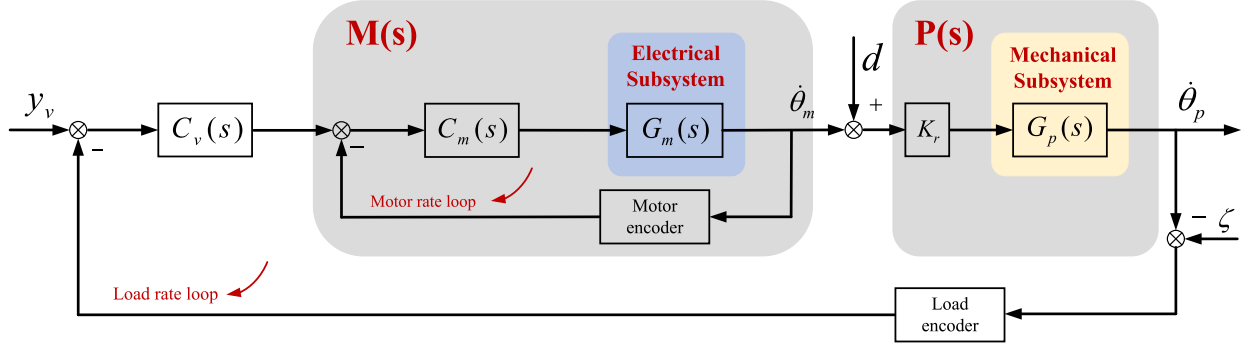 M(s)
P(s)
Electrical
Subsystem
Mechanical
Subsystem
y_v
C_v(s)
C_m(s)
G_m(s)
θ̇_m
d
+
K_r
G_p(s)
θ̇_p
−
−
Motor rate loop
Motor
encoder
− ζ
Load rate loop
Load
encoder